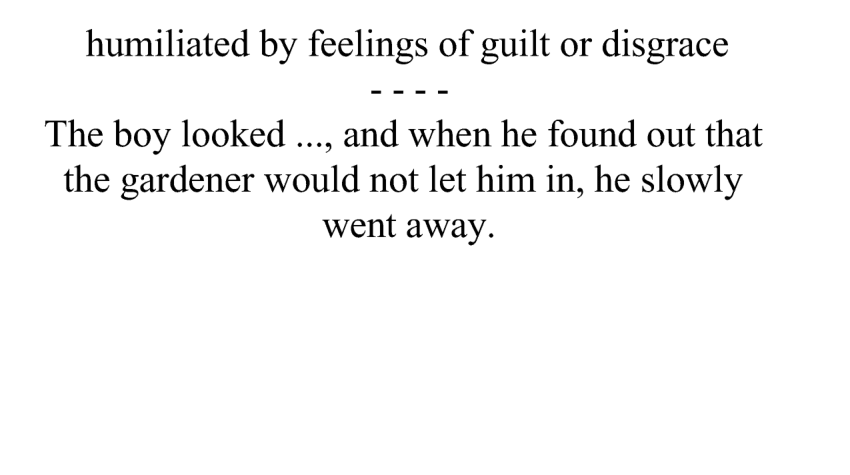 humiliated by feelings of guilt or disgrace
- - - -
The boy looked ..., and when he found out that
the gardener would not let him in, he slowly
went away.